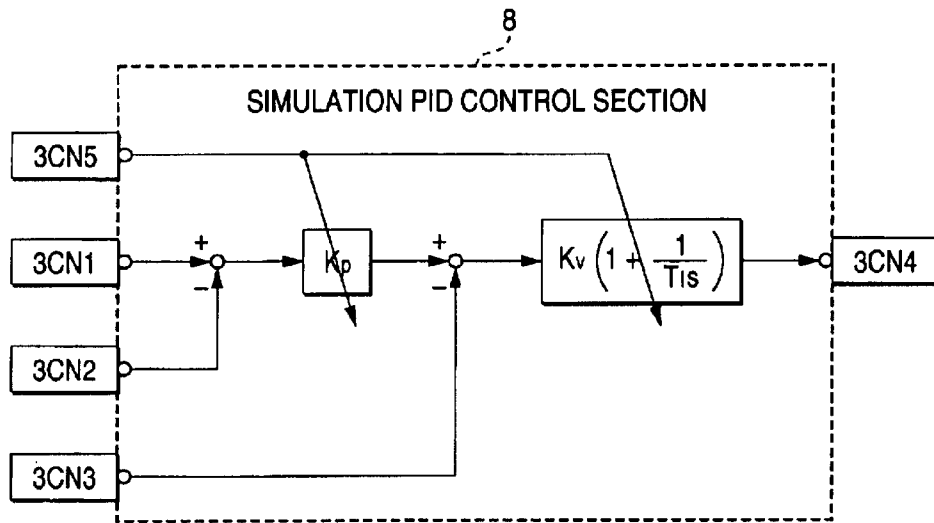 8
SIMULATION PID CONTROL SECTION
3CN5
3CN1
+
−
Kp
+
−
Kv(1 + 1/TIS)
3CN4
3CN2
3CN3